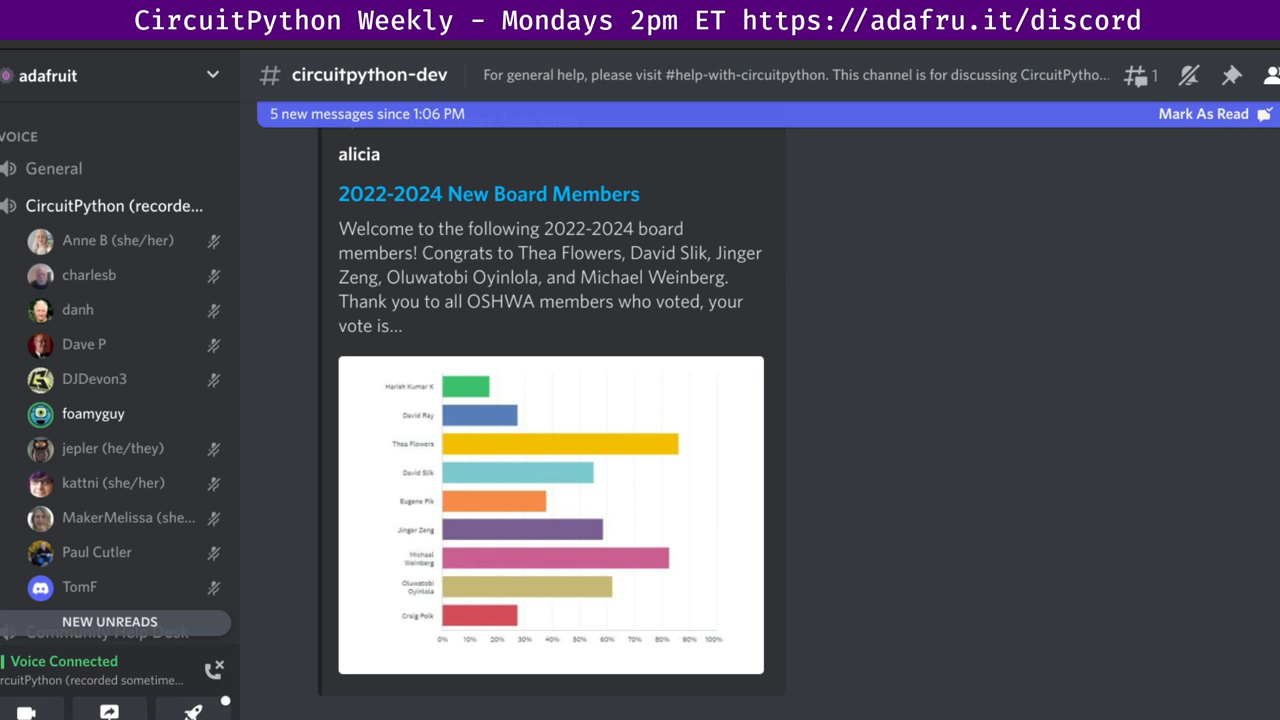 CircuitPython Weekly - Mondays 2pm ET https://adafru.it/discord
adafruit
# circuitpython-dev
For general help, please visit #help-with-circuitpython. This channel is for discussing CircuitPytho...
1
5 new messages since 1:06 PM
Mark As Read
VOICE
General
CircuitPython (recorde...
Anne B (she/her)
charlesb
danh
Dave P
DJDevon3
foamyguy
jepler (he/they)
kattni (she/her)
MakerMelissa (she...
Paul Cutler
TomF
NEW UNREADS
Community Help Desk
Voice Connected
rcuitPython (recorded sometime...
alicia
2022-2024 New Board Members
Welcome to the following 2022-2024 board
members! Congrats to Thea Flowers, David Slik, Jinger
Zeng, Oluwatobi Oyinlola, and Michael Weinberg.
Thank you to all OSHWA members who voted, your
vote is...
Harish Kumar K
David Ray
Thea Flowers
David Slik
Eugene Pik
Jinger Zeng
Michael
Weinberg
Oluwatobi
Oyinlola
Craig Polk
0% 10% 20% 30% 40% 50% 60% 70% 80% 90% 100%